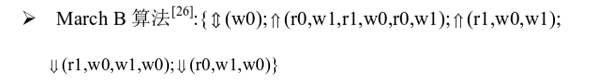 ➢ March B 算法[26]:{⇕(w0);⇑(r0,w1,r1,w0,r0,w1);⇑(r1,w0,w1);
⇓(r1,w0,w1,w0);⇓(r0,w1,w0)}